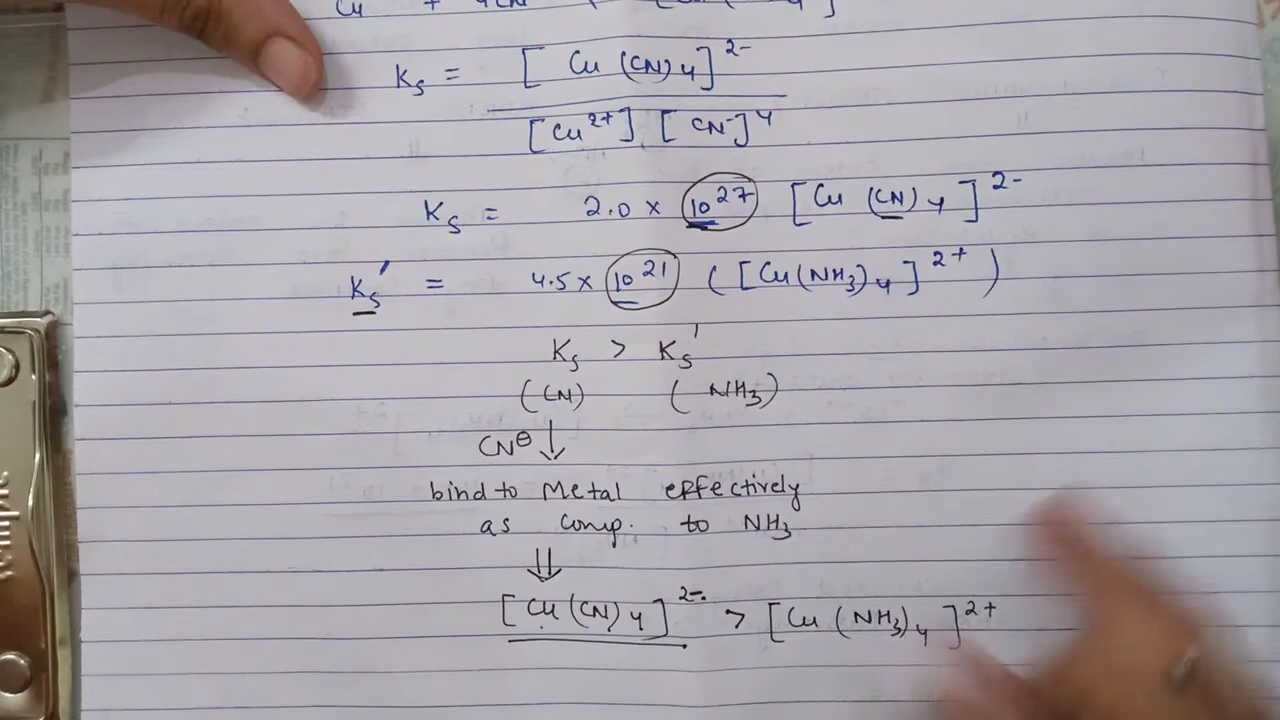 Ks = [Cu(CN)4]2-
[Cu2+] [CN-]4
Ks = 2.0 x 10 27 [Cu (CN) 4]2-
Ks' = 4.5 x 10 21 ([Cu(NH3)4]2+)
Ks > Ks'
(CN) (NH3)
CN⊖ ↓
bind to Metal effectively
as comp. to NH3
⇓
[Cu(CN)4]2- > [Cu(NH3)4]2+